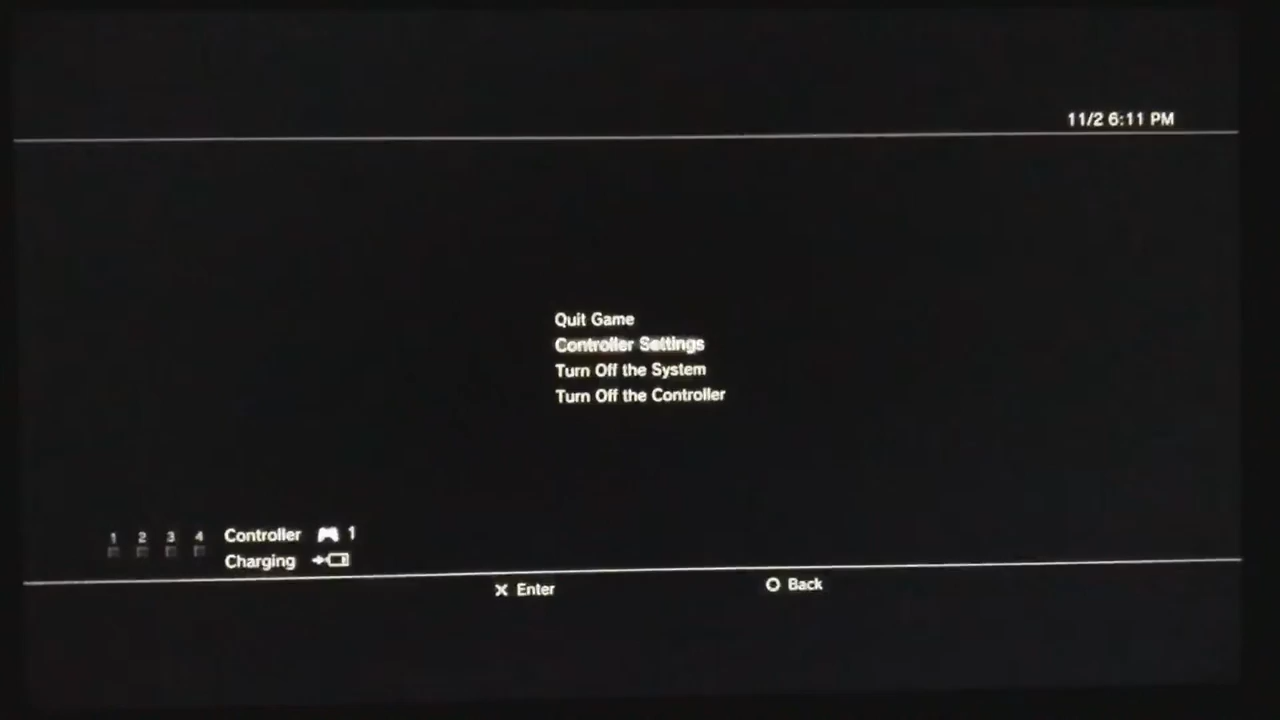 11/2 6:11 PM
Quit Game
Controller Settings
Turn Off the System
Turn Off the Controller
1 2 3 4 Controller 1
Charging
X Enter
O Back